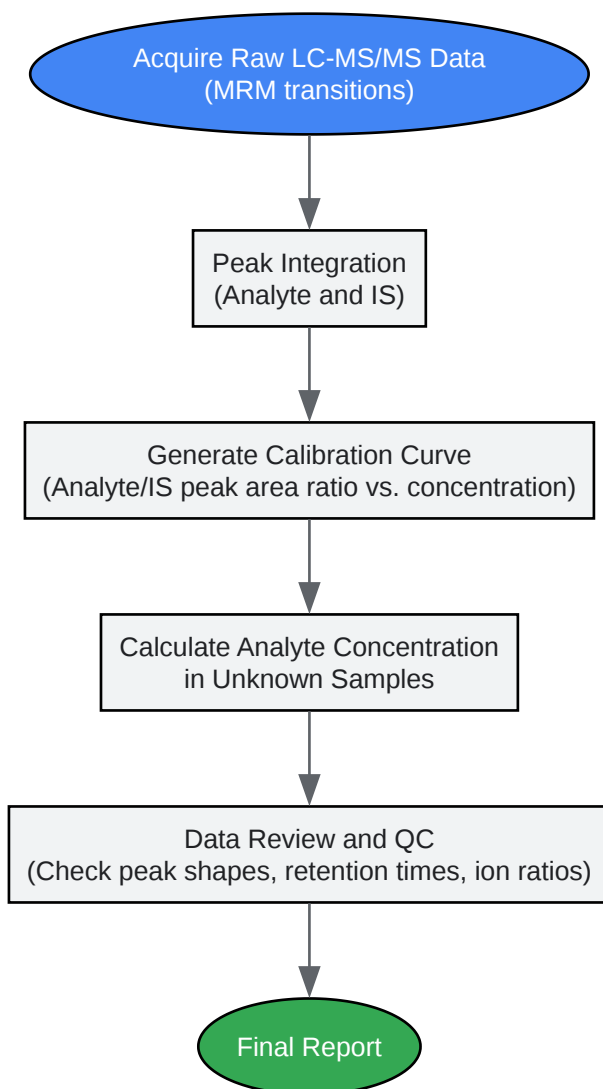 Acquire Raw LC-MS/MS Data
(MRM transitions)
Peak Integration
(Analyte and IS)
Generate Calibration Curve
(Analyte/IS peak area ratio vs. concentration)
Calculate Analyte Concentration
in Unknown Samples
Data Review and QC
(Check peak shapes, retention times, ion ratios)
Final Report